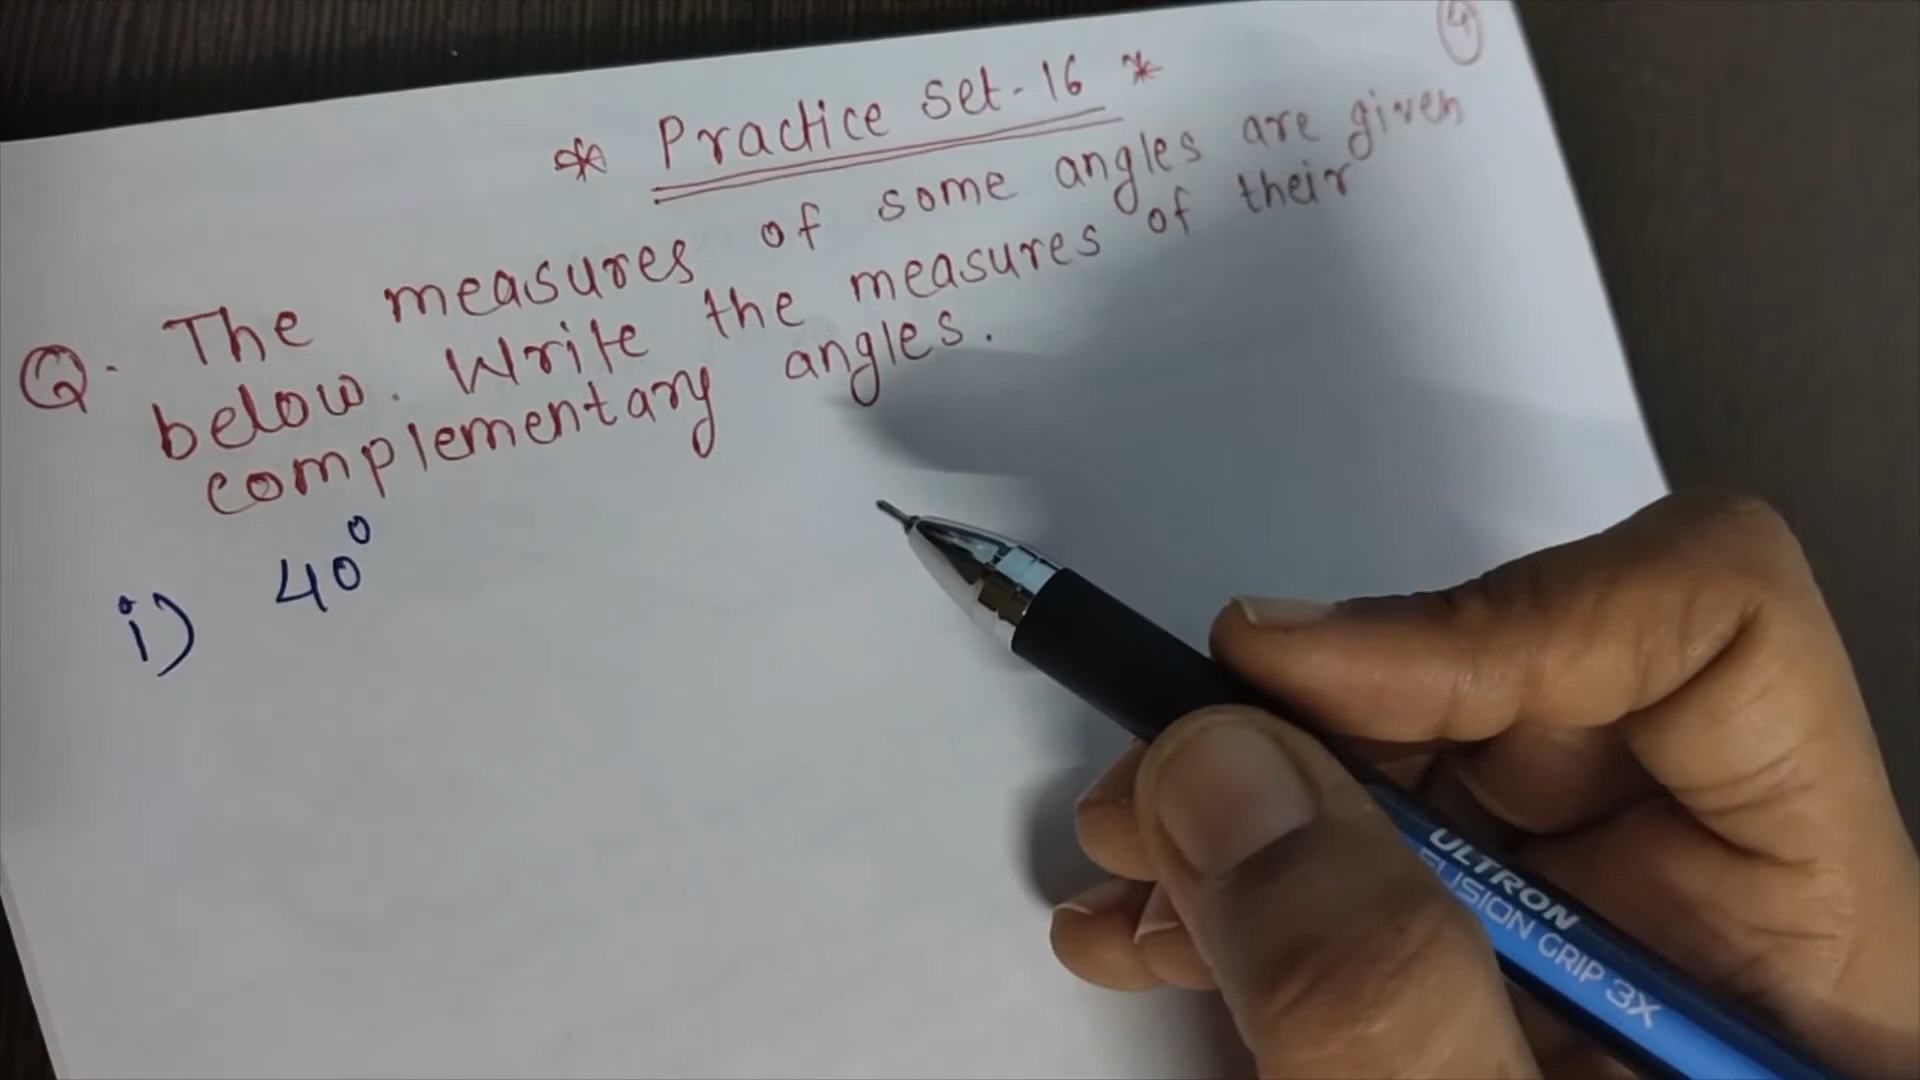 * Practice Set-16 *
Q. The measures of some angles are given
below. Write the measures of their
complementary angles.
i) 40°
ULTRON
FUSION GRIP 3X